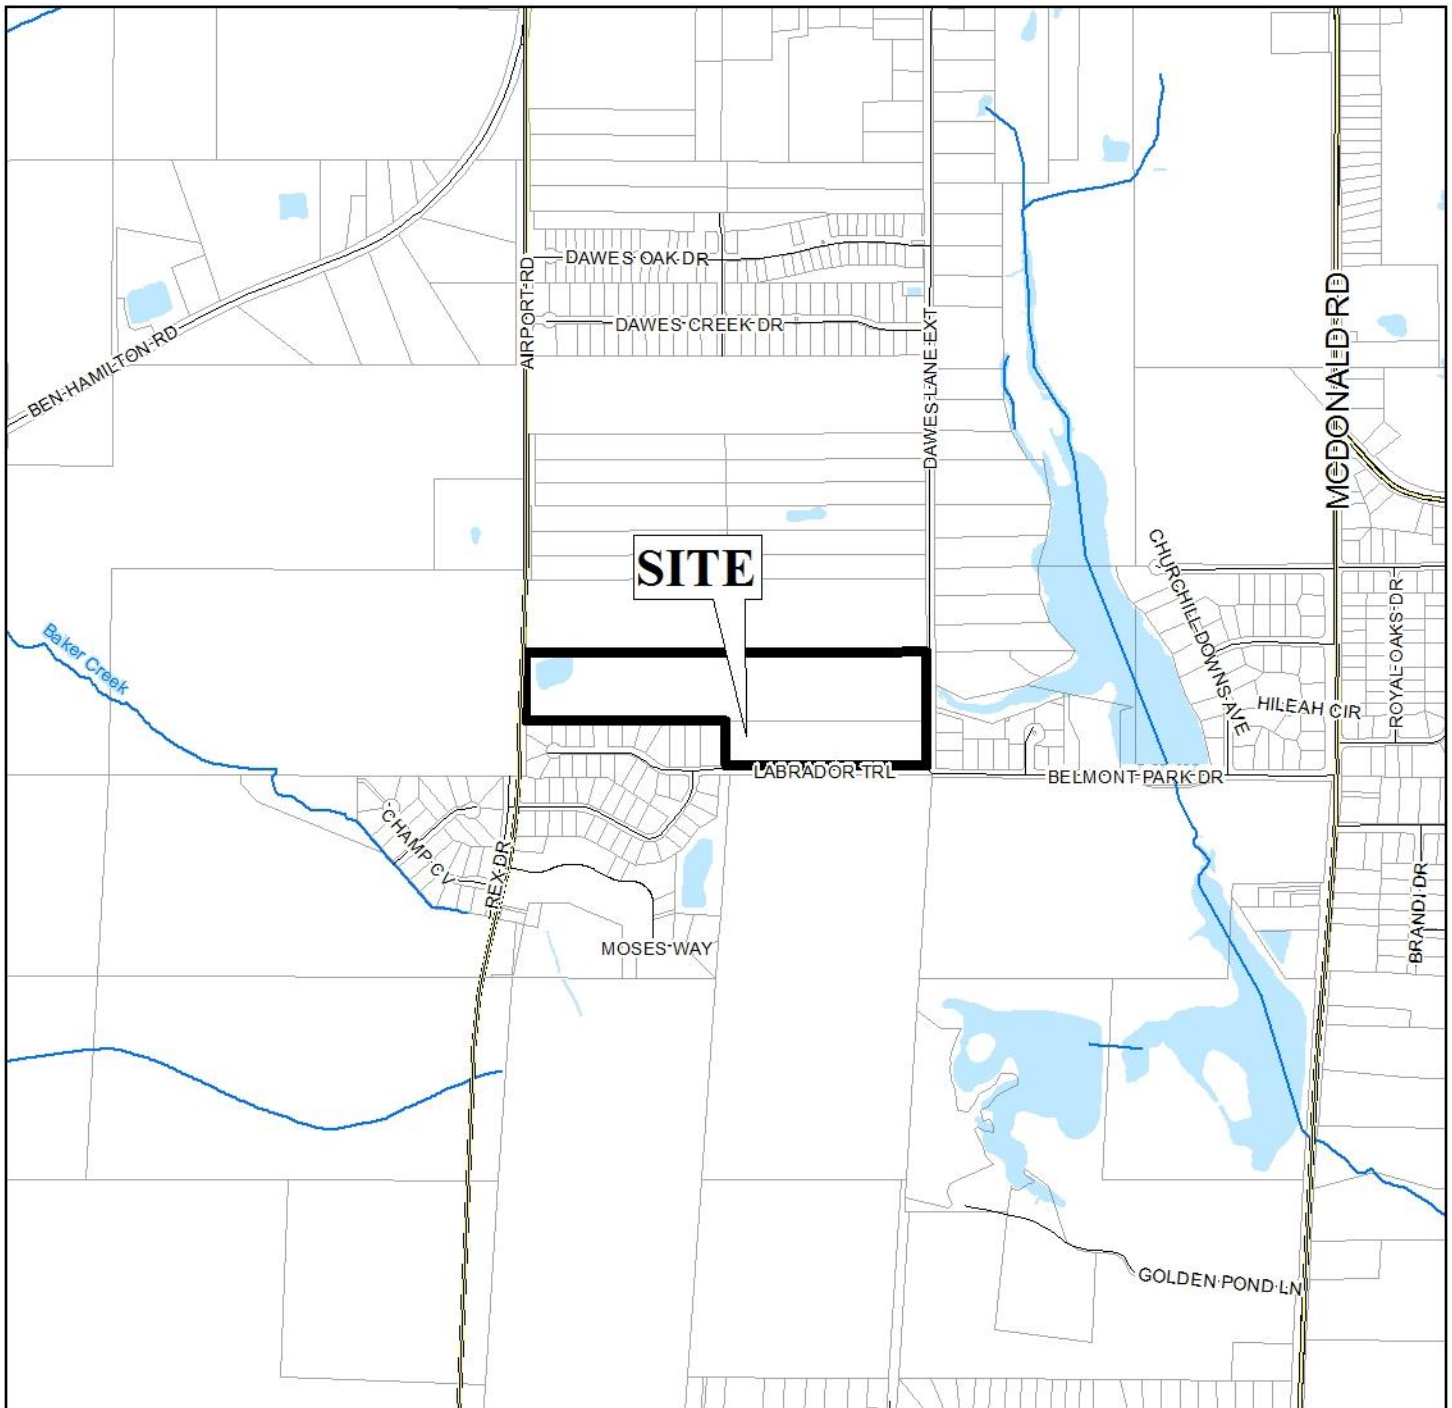 DAWES OAK DR
AIRPORT RD
DAWES CREEK DR
DAWES LANE EXT
MCDONALD RD
BEN HAMILTON RD
SITE
CHURCHILL DOWNS AVE
ROYAL OAKS DR
Baker Creek
HILEAH CIR
LABRADOR TRL
BELMONT PARK DR
CHAMP CV
REX DR
BRANDI DR
MOSES WAY
GOLDEN POND LN